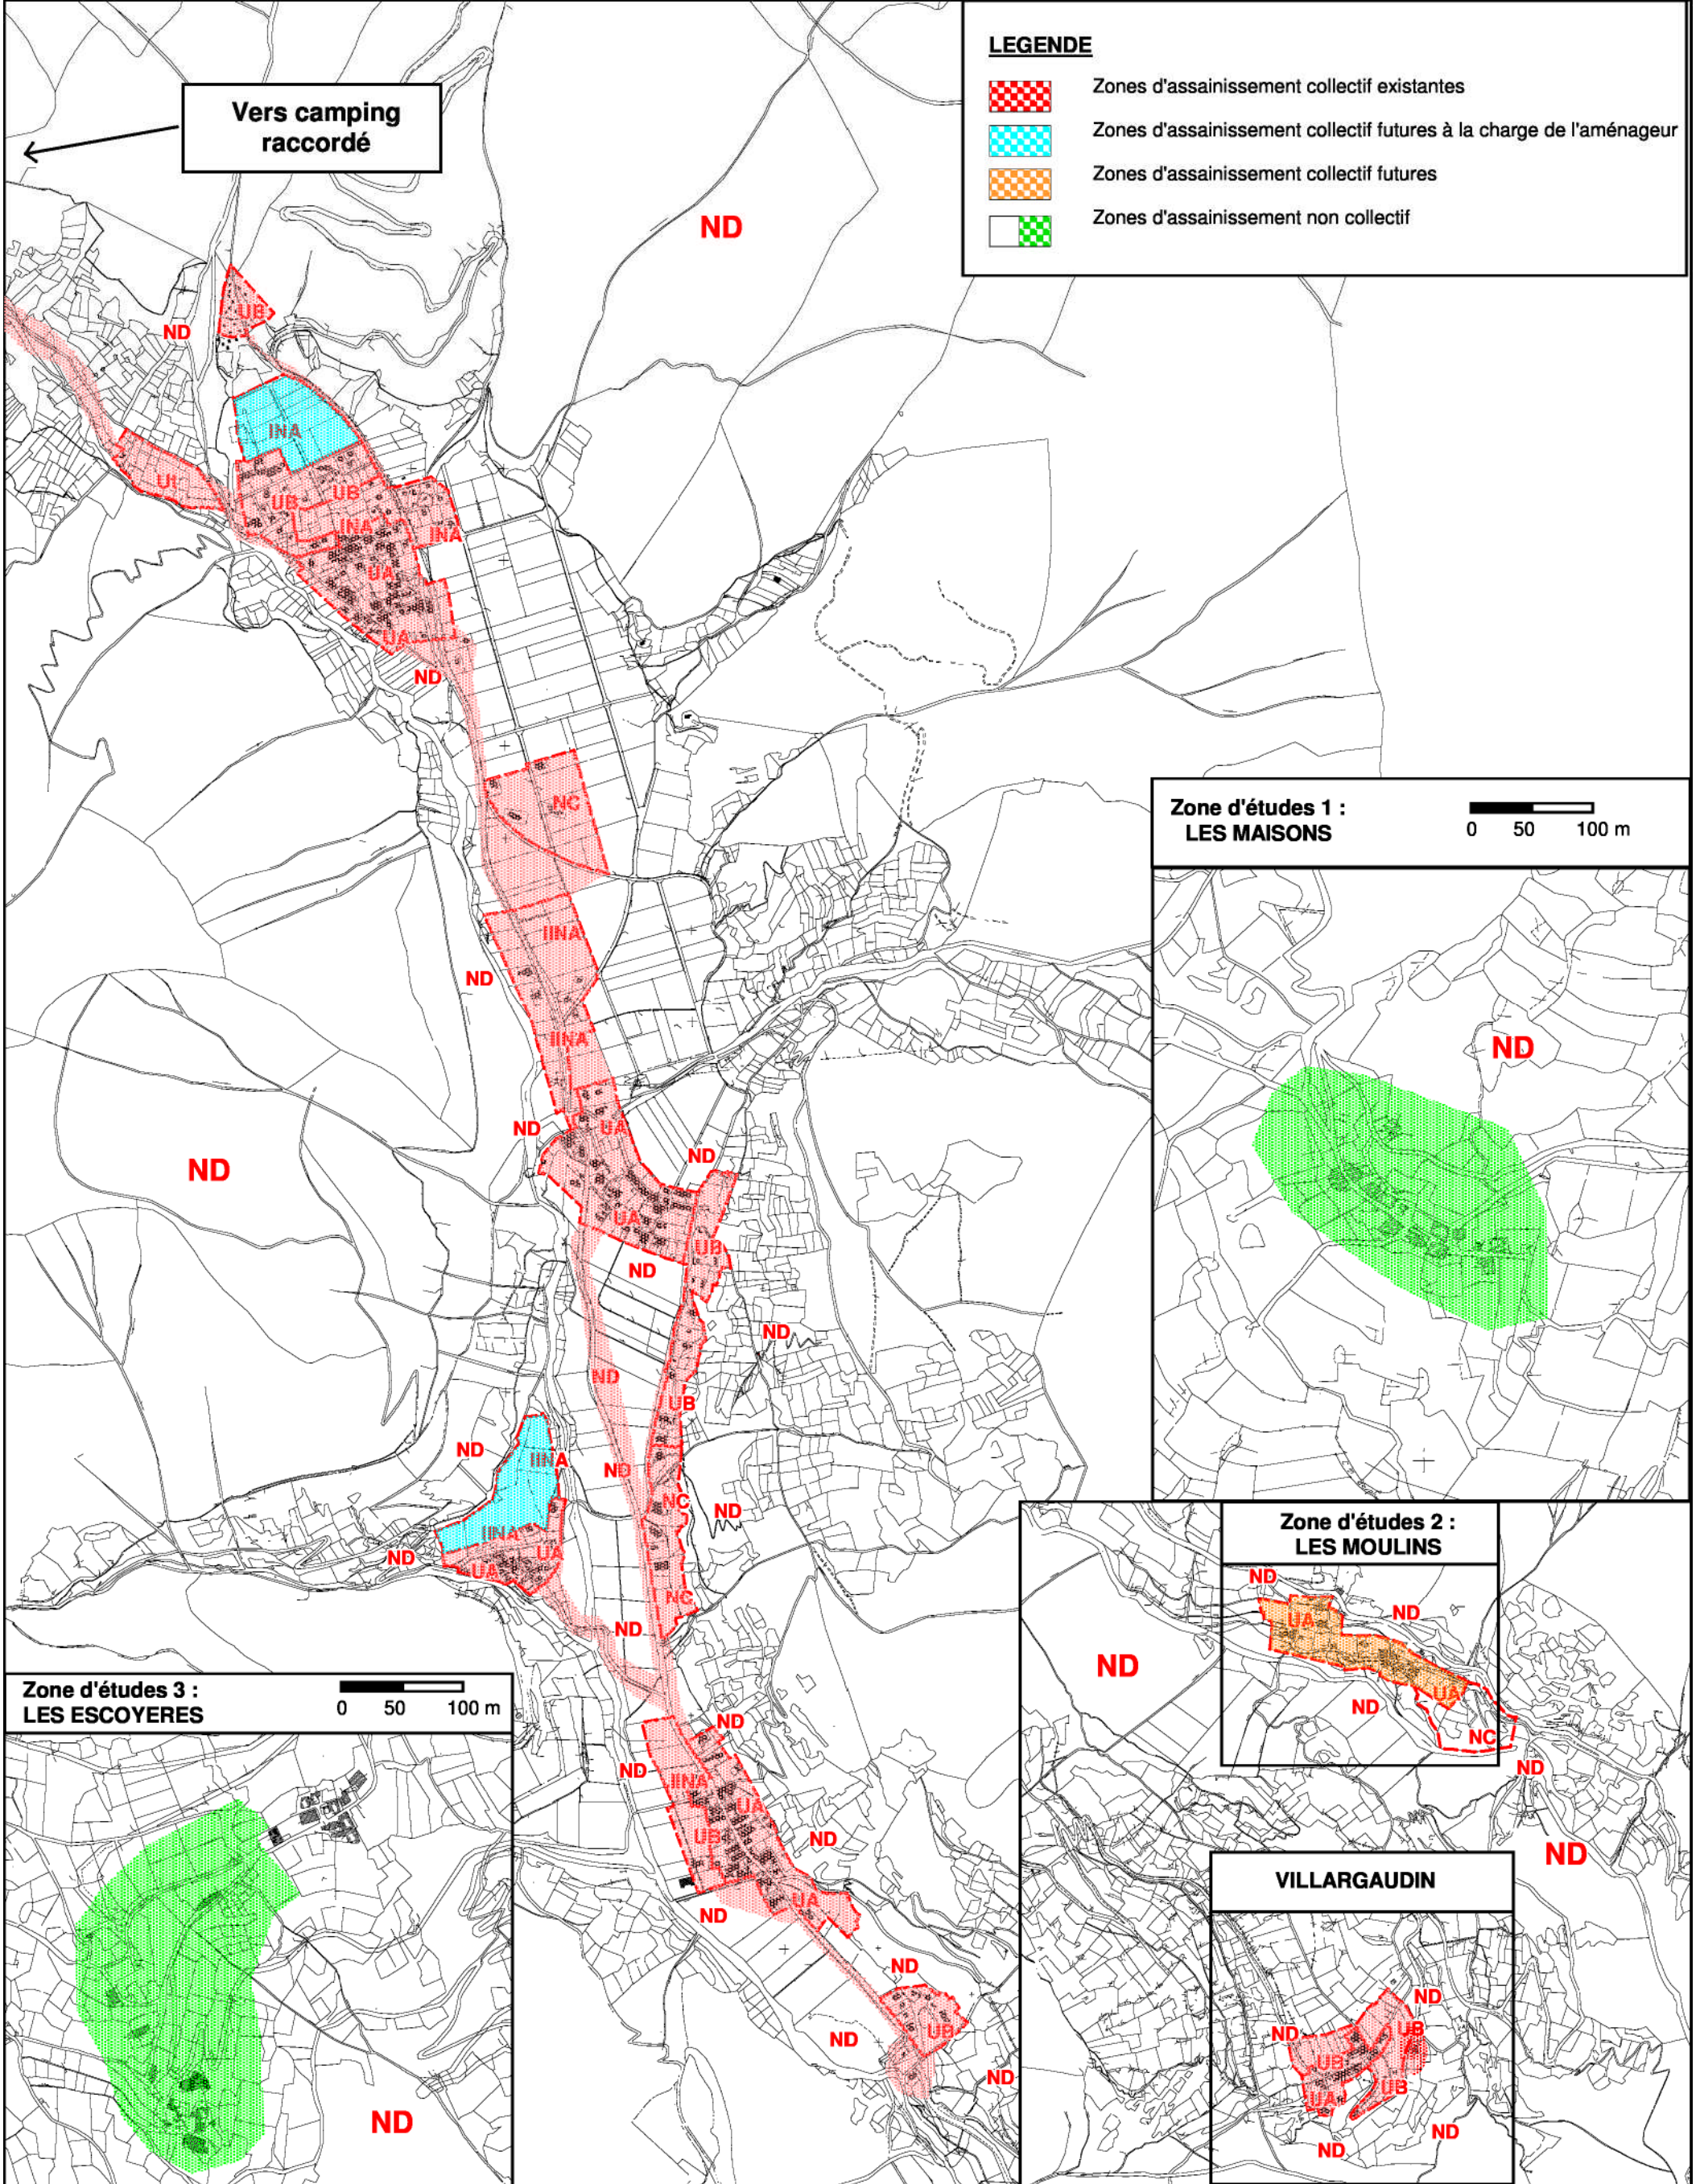 LEGENDE
Zones d'assainissement collectif existantes
Zones d'assainissement collectif futures à la charge de l'aménageur
Zones d'assainissement collectif futures
Zones d'assainissement non collectif
Vers camping
raccordé
ND
UB
ND
INA
UI
UB
UB
INA
INA
UA
UA
ND
NC
Zone d'études 1 :
LES MAISONS
0 50 100 m
IINA
ND
IINA
ND
UA
ND
ND
ND
UA
UB
ND
ND
ND
UB
ND
IINA
ND
NC
ND
IINA
UA
ND
UA
NC
ND
Zone d'études 2 :
LES MOULINS
ND
UA
ND
ND
UA
ND
NC
ND
ND
Zone d'études 3 :
LES ESCOYERES
0 50 100 m
ND
ND
ND
IINA
UA
UB
ND
UA
ND
ND
UB
ND
ND
VILLARGAUDIN
ND
ND
UB
UB
UB
UA
ND
ND